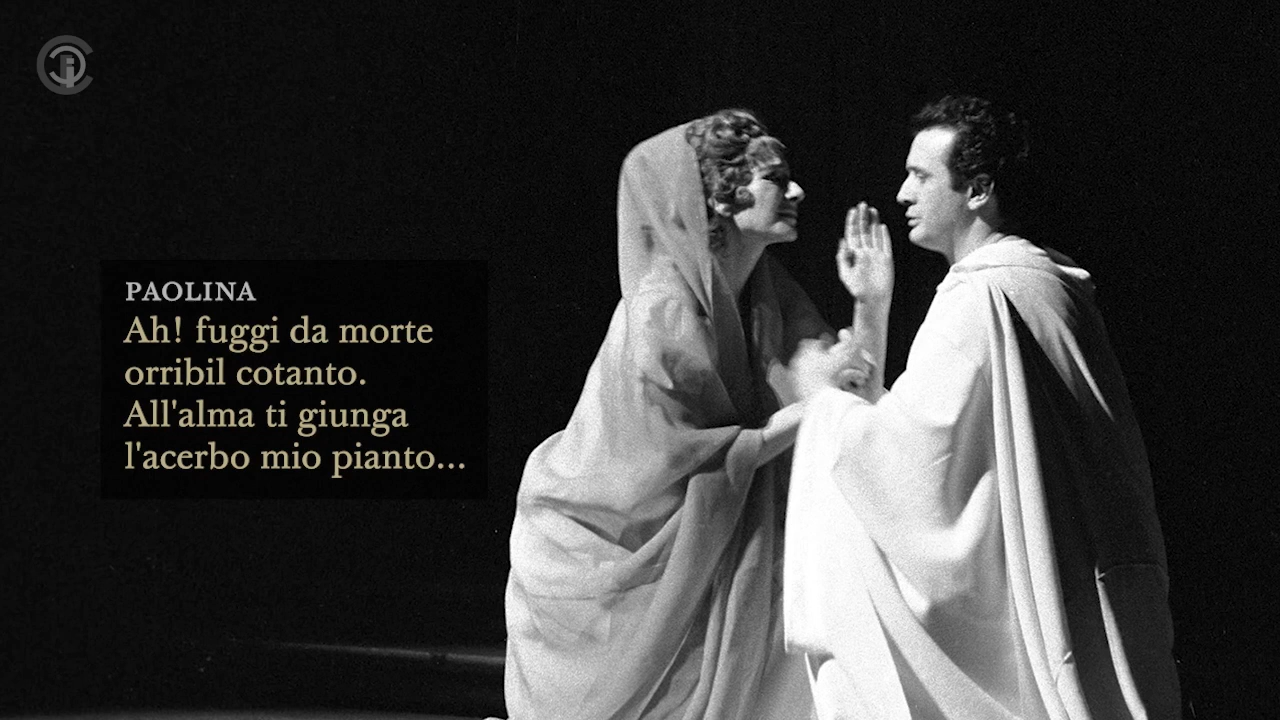 PAOLINA
Ah! fuggi da morte
orribil cotanto.
All'alma ti giunga
l'acerbo mio pianto...